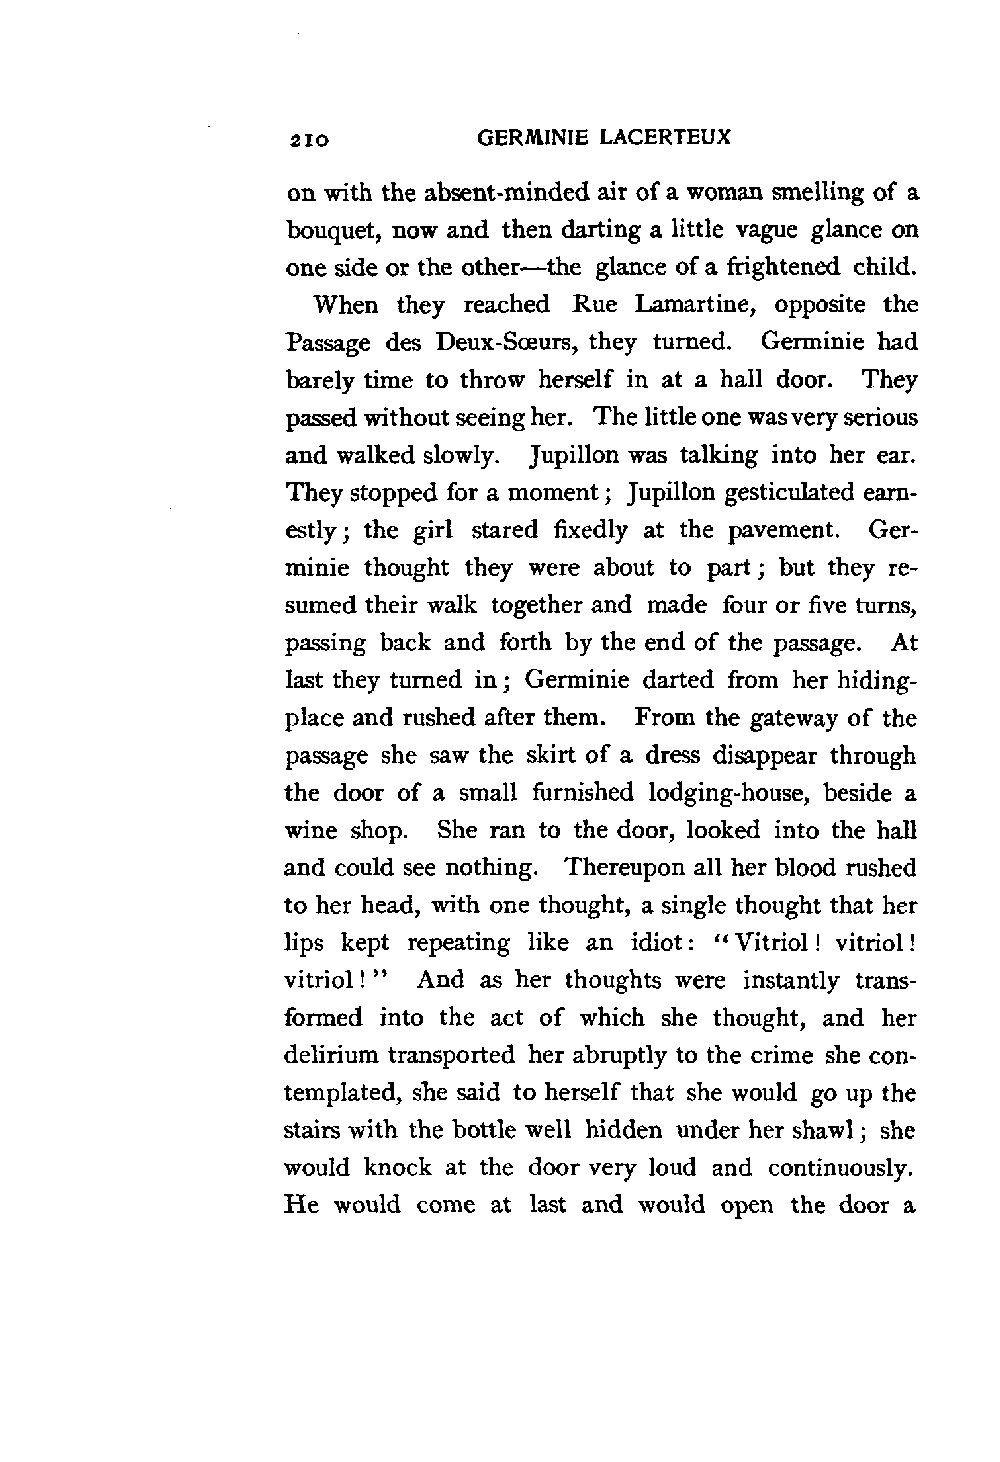 210 GERMINIE LACERTEUX
on with the absent-minded air of a woman smelling of a
bouquet, now and then darting a little vague glance on
one side or the other—the glance of a frightened child.
When they reached Rue Lamartine, opposite the
Passage des Deux-Sœurs, they turned. Germinie had
barely time to throw herself in at a hall door. They
passed without seeing her. The little one was very serious
and walked slowly. Jupillon was talking into her ear.
They stopped for a moment; Jupillon gesticulated earn-
estly; the girl stared fixedly at the pavement. Ger-
minie thought they were about to part; but they re-
sumed their walk together and made four or five turns,
passing back and forth by the end of the passage. At
last they turned in; Germinie darted from her hiding-
place and rushed after them. From the gateway of the
passage she saw the skirt of a dress disappear through
the door of a small furnished lodging-house, beside a
wine shop. She ran to the door, looked into the hall
and could see nothing. Thereupon all her blood rushed
to her head, with one thought, a single thought that her
lips kept repeating like an idiot: "Vitriol! vitriol!
vitriol!" And as her thoughts were instantly trans-
formed into the act of which she thought, and her
delirium transported her abruptly to the crime she con-
templated, she said to herself that she would go up the
stairs with the bottle well hidden under her shawl; she
would knock at the door very loud and continuously.
He would come at last and would open the door a